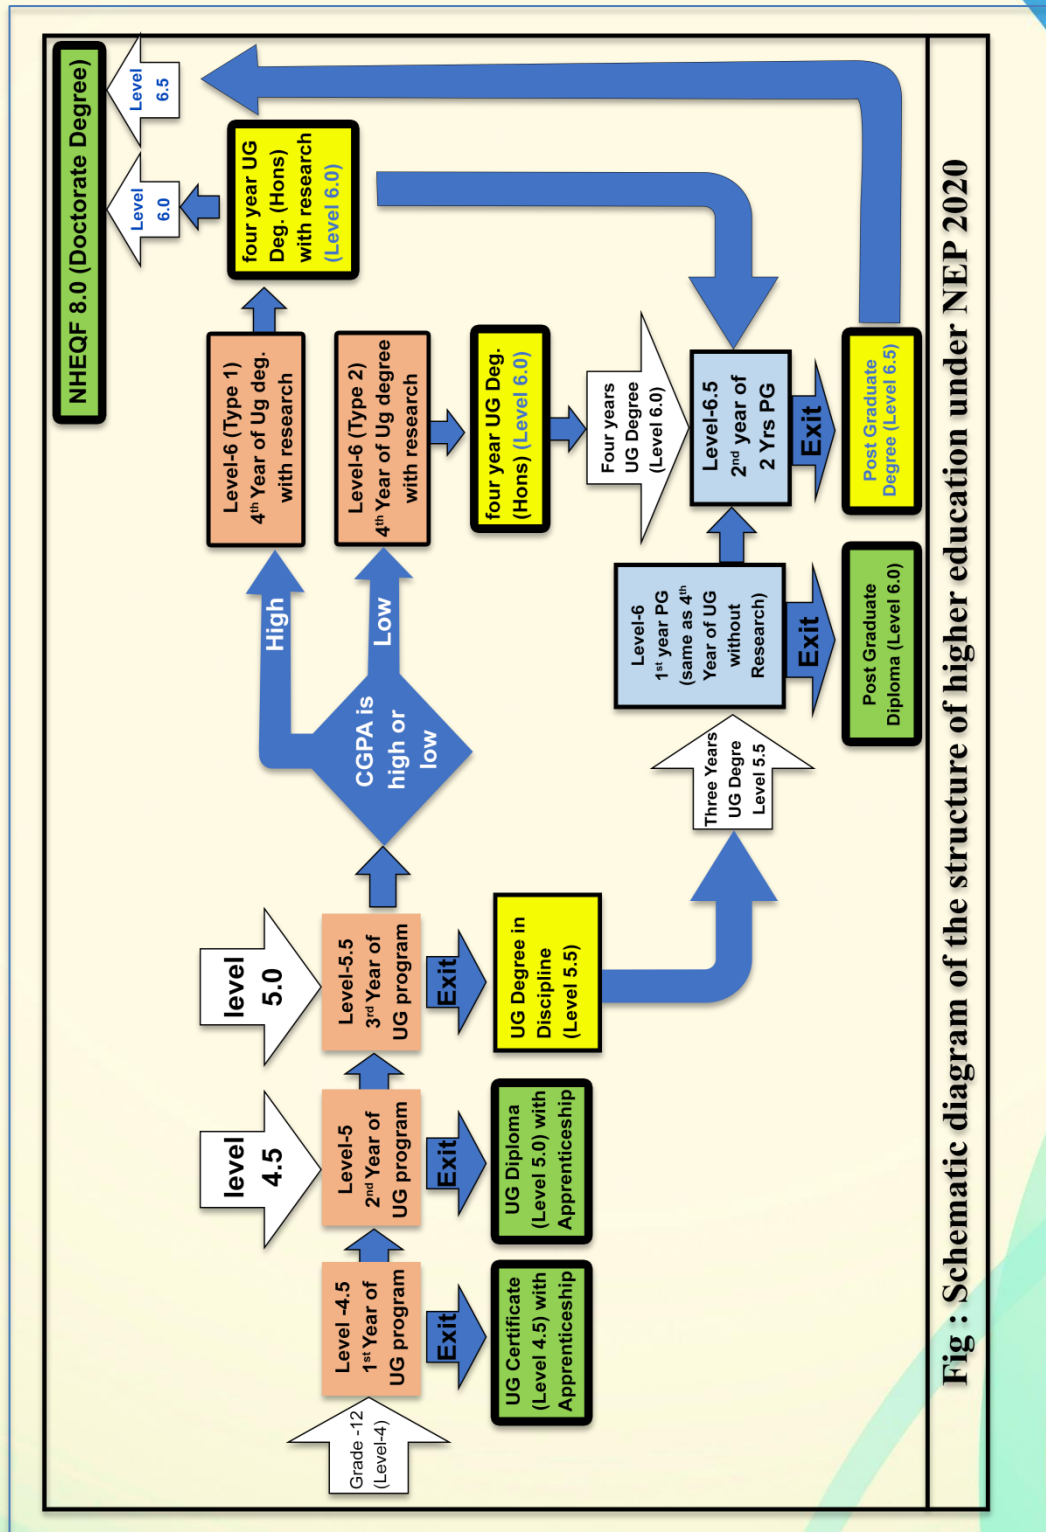 Grade -12
(Level-4)
Level -4.5
1st Year of
UG program
Exit
UG Certificate
(Level 4.5) with
Apprenticeship
level
4.5
Level-5
2nd Year of
UG program
Exit
UG Diploma
(Level 5.0) with
Apprenticeship
level
5.0
Level-5.5
3rd Year of
UG program
Exit
UG Degree in
Discipline
(Level 5.5)
CGPA is
high or
low
High
Low
Level-6 (Type 1)
4th Year of Ug deg.
with research
Level-6 (Type 2)
4th Year of Ug degree
with research
four year UG
Deg. (Hons)
with research
(Level 6.0)
four year UG Deg.
(Hons) (Level 6.0)
Level
6.0
Level
6.5
NHEQF 8.0 (Doctorate Degree)
Three Years
UG Degre
Level 5.5
Level-6
1st year PG
(same as 4th
Year of UG
without
Research)
Exit
Post Graduate
Diploma (Level 6.0)
Four years
UG Degree
(Level 6.0)
Level-6.5
2nd year of
2 Yrs PG
Exit
Post Graduate
Degree (Level 6.5)
Fig : Schematic diagram of the structure of higher education under NEP 2020